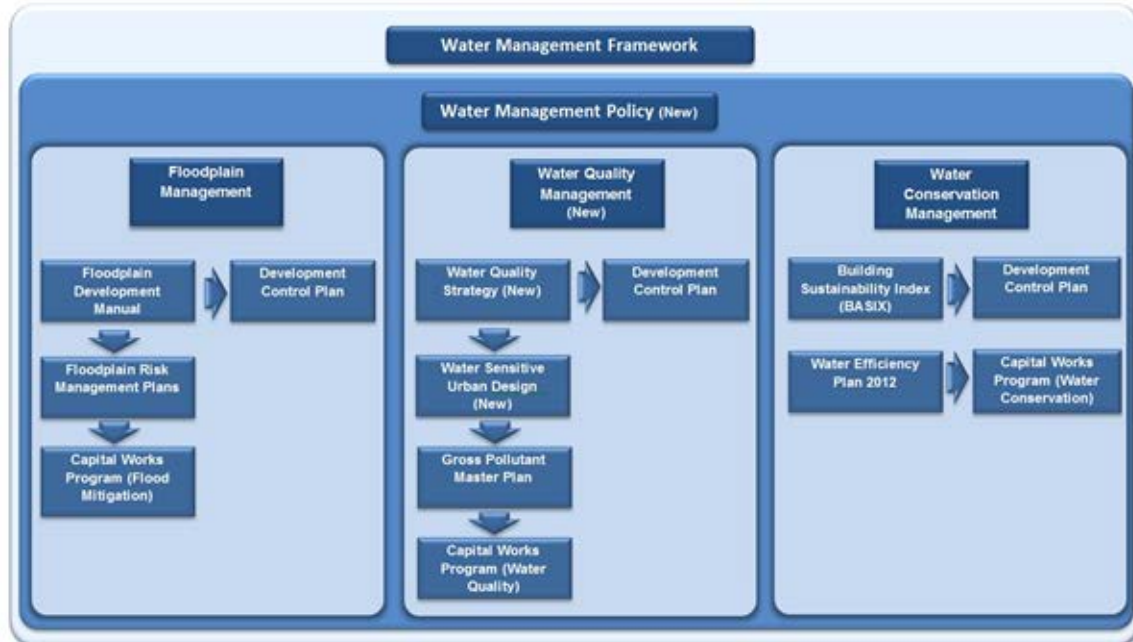 Water Management Framework
Water Management Policy (New)
Floodplain
Management
Floodplain
Development
Manual
Development
Control Plan
Floodplain Risk
Management Plans
Capital Works
Program (Flood
Mitigation)
Water Quality
Management
(New)
Water Quality
Strategy (New)
Development
Control Plan
Water Sensitive
Urban Design
(New)
Gross Pollutant
Master Plan
Capital Works
Program (Water
Quality)
Water
Conservation
Management
Building
Sustainability Index
(BASIX)
Development
Control Plan
Water Efficiency
Plan 2012
Capital Works
Program (Water
Conservation)